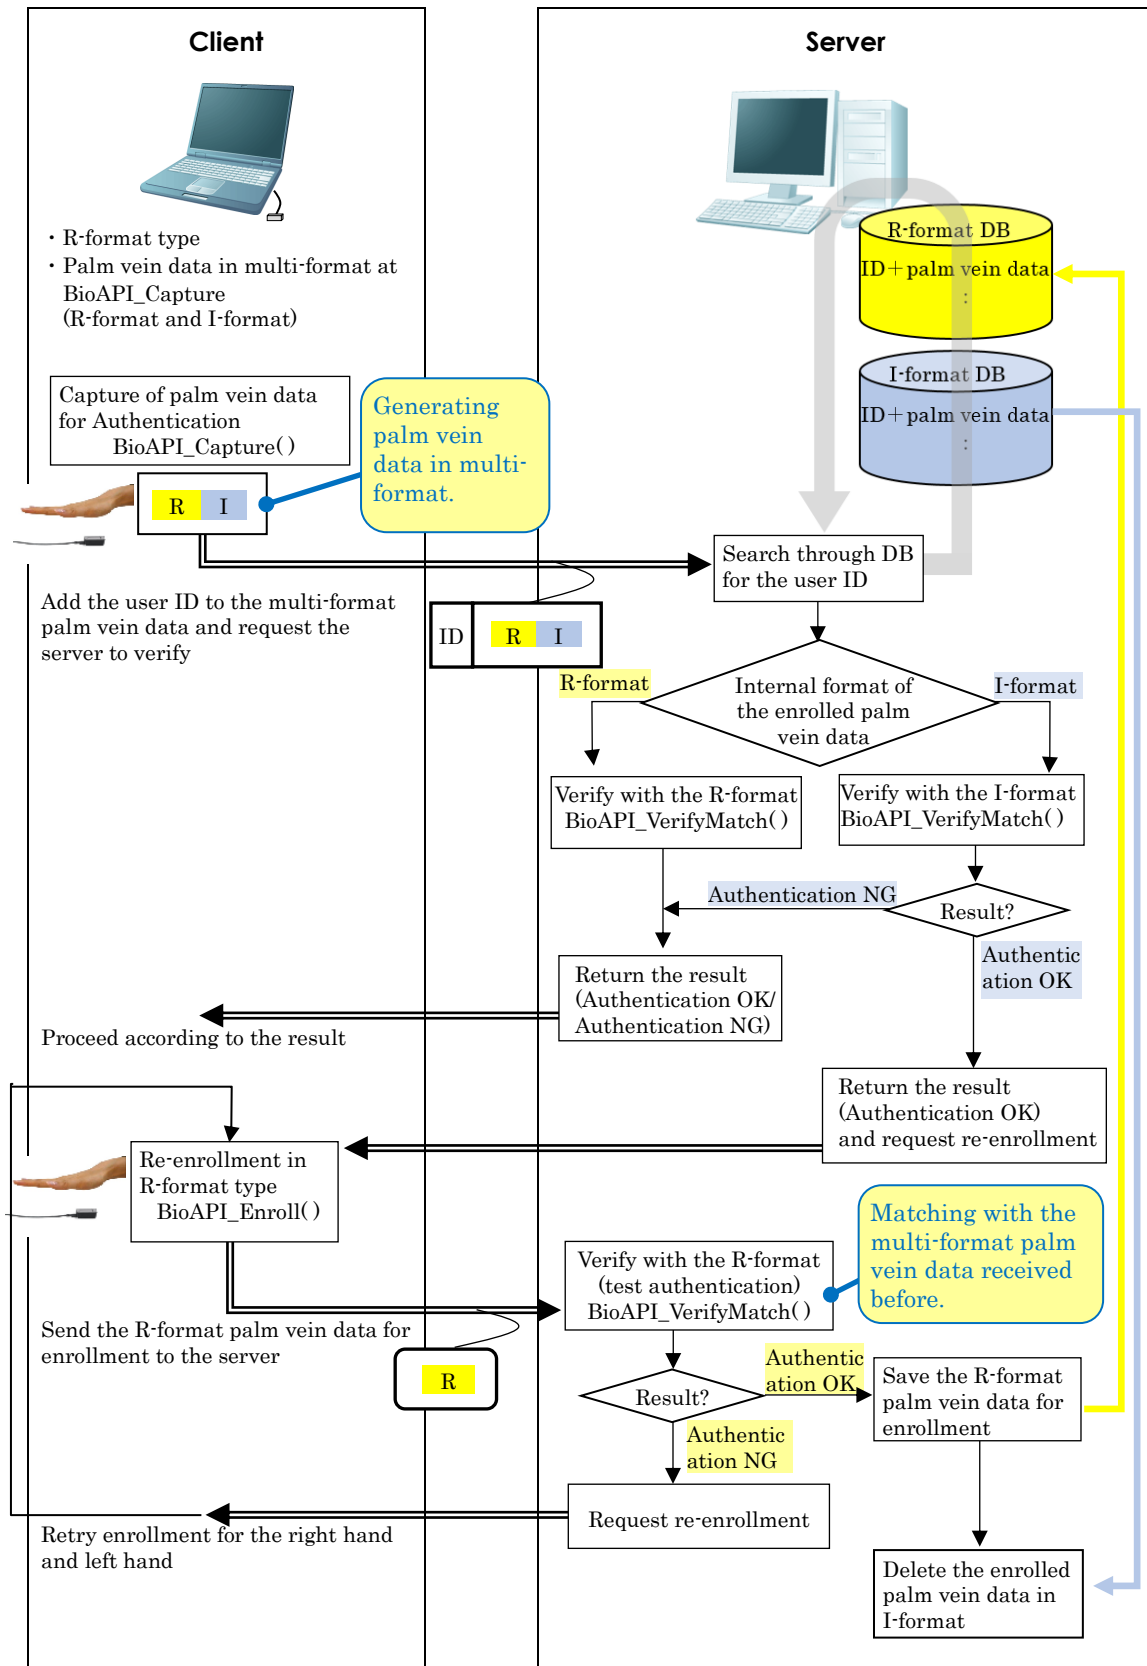 Client
Server
・R-format type
・Palm vein data in multi-format at
BioAPI_Capture
(R-format and I-format)
R-format DB
ID＋palm vein data
:
I-format DB
ID＋palm vein data
:
Capture of palm vein data
for Authentication
BioAPI_Capture( )
Generating
palm vein
data in multi-
format.
R I
Search through DB
for the user ID
Add the user ID to the multi-format
palm vein data and request the
server to verify
ID R I
R-format
Internal format of
the enrolled palm
vein data
I-format
Verify with the R-format
BioAPI_VerifyMatch( )
Verify with the I-format
BioAPI_VerifyMatch( )
Authentication NG
Result?
Authentic
ation OK
Return the result
(Authentication OK/
Authentication NG)
Proceed according to the result
Return the result
(Authentication OK)
and request re-enrollment
Re-enrollment in
R-format type
BioAPI_Enroll( )
Matching with the
multi-format palm
vein data received
before.
Verify with the R-format
(test authentication)
BioAPI_VerifyMatch( )
Send the R-format palm vein data for
enrollment to the server
R
Result?
Authentic
ation OK
Save the R-format
palm vein data for
enrollment
Authentic
ation NG
Request re-enrollment
Retry enrollment for the right hand
and left hand
Delete the enrolled
palm vein data in
I-format